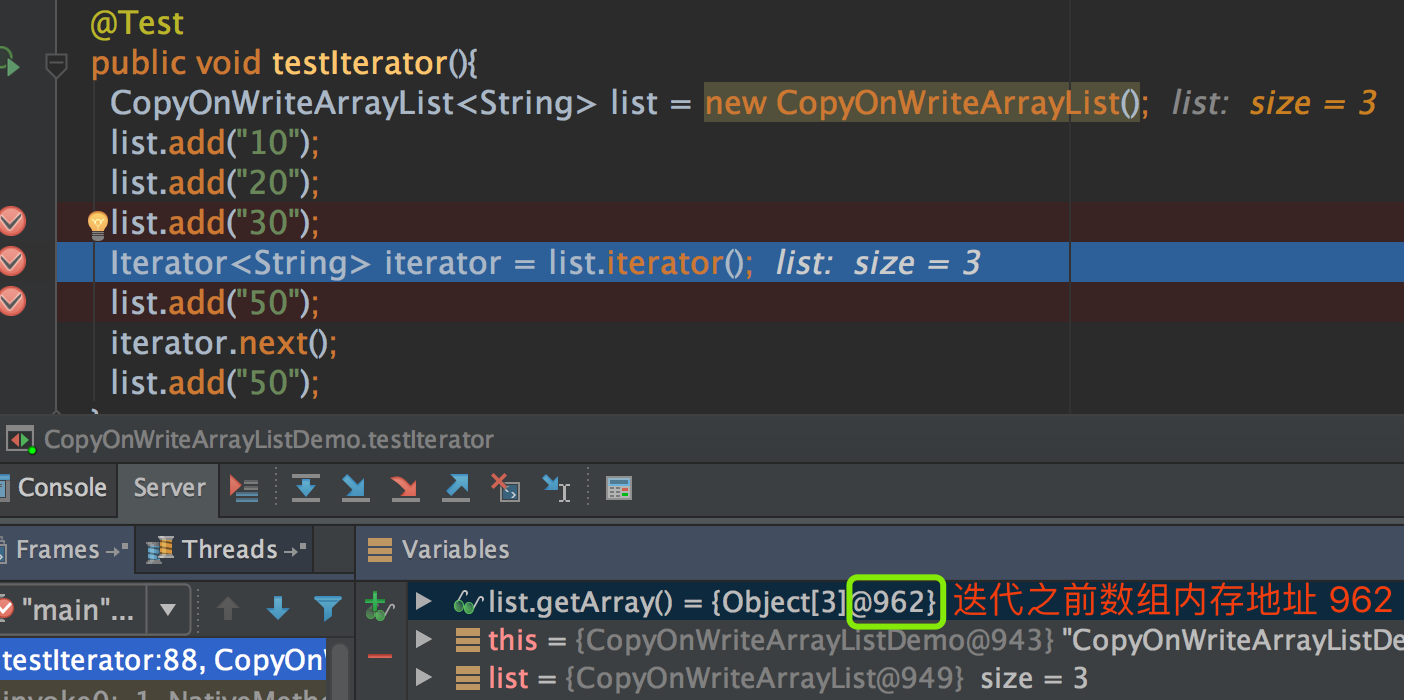 @Test
public void testIterator(){
CopyOnWriteArrayList<String> list = new CopyOnWriteArrayList(); list: size = 3
list.add("10");
list.add("20");
list.add("30");
Iterator<String> iterator = list.iterator(); list: size = 3
list.add("50");
iterator.next();
list.add("50");
CopyOnWriteArrayListDemo.testIterator
Console Server
Frames Threads Variables
"main"... list.getArray() = {Object[3]@962} 迭代之前数组内存地址 962
this = {CopyOnWriteArrayListDemo@943} "CopyOnWriteArrayListDe
testIterator:88, CopyOn list = {CopyOnWriteArrayList@949} size = 3